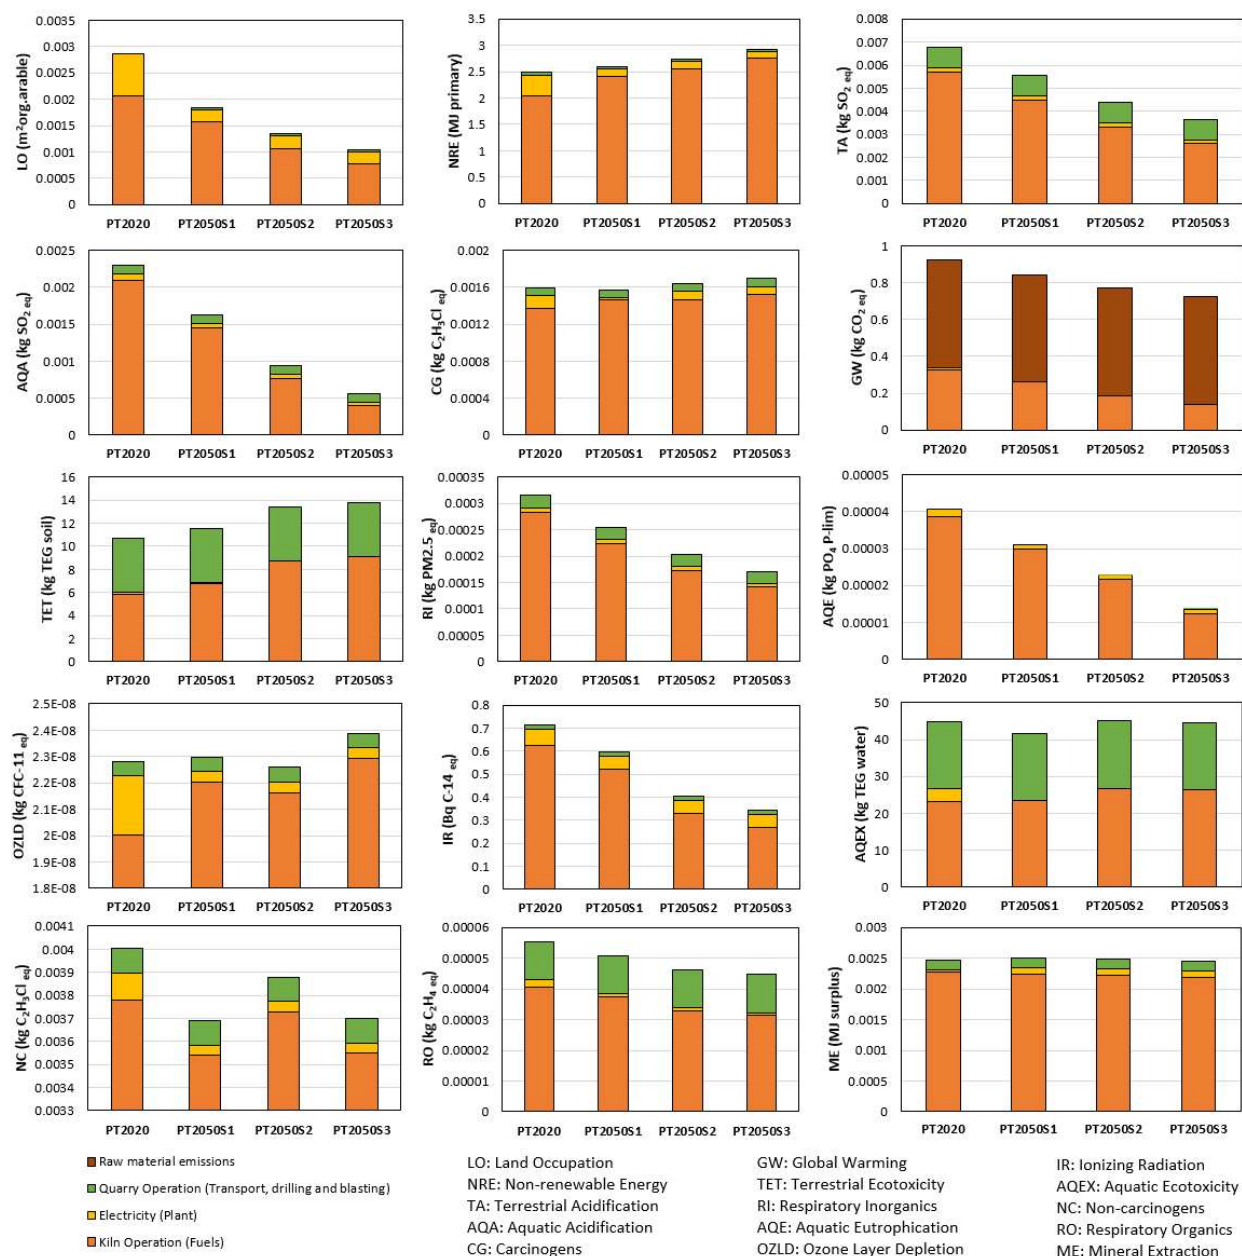 LO (m²org.arable)
0.0035
0.003
0.0025
0.002
0.0015
0.001
0.0005
0
PT2020 PT2050S1 PT2050S2 PT2050S3
NRE (MJ primary)
3.5
3
2.5
2
1.5
1
0.5
0
PT2020 PT2050S1 PT2050S2 PT2050S3
TA (kg SO₂ eq)
0.008
0.007
0.006
0.005
0.004
0.003
0.002
0.001
0
PT2020 PT2050S1 PT2050S2 PT2050S3
AQA (kg SO₂ eq)
0.0025
0.002
0.0015
0.001
0.0005
0
PT2020 PT2050S1 PT2050S2 PT2050S3
CG (kg C₂H₃Cl eq)
0.002
0.0016
0.0012
0.0008
0.0004
0
PT2020 PT2050S1 PT2050S2 PT2050S3
GW (kg CO₂ eq)
1
0.8
0.6
0.4
0.2
0
PT2020 PT2050S1 PT2050S2 PT2050S3
TET (kg TEG soil)
16
14
12
10
8
6
4
2
0
PT2020 PT2050S1 PT2050S2 PT2050S3
RI (kg PM2.5 eq)
0.00035
0.0003
0.00025
0.0002
0.00015
0.0001
0.00005
0
PT2020 PT2050S1 PT2050S2 PT2050S3
AQE (kg PO₄ P-lim)
0.00005
0.00004
0.00003
0.00002
0.00001
0
PT2020 PT2050S1 PT2050S2 PT2050S3
OZLD (kg CFC-11 eq)
2.5E-08
2.4E-08
2.3E-08
2.2E-08
2.1E-08
2E-08
1.9E-08
1.8E-08
PT2020 PT2050S1 PT2050S2 PT2050S3
IR (Bq C-14 eq)
0.8
0.7
0.6
0.5
0.4
0.3
0.2
0.1
0
PT2020 PT2050S1 PT2050S2 PT2050S3
AQEX (kg TEG water)
50
40
30
20
10
0
PT2020 PT2050S1 PT2050S2 PT2050S3
NC (kg C₂H₃Cl eq)
0.0041
0.004
0.0039
0.0038
0.0037
0.0036
0.0035
0.0034
0.0033
PT2020 PT2050S1 PT2050S2 PT2050S3
RO (kg C₂H₄ eq)
0.00006
0.00005
0.00004
0.00003
0.00002
0.00001
0
PT2020 PT2050S1 PT2050S2 PT2050S3
ME (MJ surplus)
0.003
0.0025
0.002
0.0015
0.001
0.0005
0
PT2020 PT2050S1 PT2050S2 PT2050S3
Raw material emissions
Quarry Operation (Transport, drilling and blasting)
Electricity (Plant)
Kiln Operation (Fuels)
LO: Land Occupation
NRE: Non-renewable Energy
TA: Terrestrial Acidification
AQA: Aquatic Acidification
CG: Carcinogens
GW: Global Warming
TET: Terrestrial Ecotoxicity
RI: Respiratory Inorganics
AQE: Aquatic Eutrophication
OZLD: Ozone Layer Depletion
IR: Ionizing Radiation
AQEX: Aquatic Ecotoxicity
NC: Non-carcinogens
RO: Respiratory Organics
ME: Mineral Extraction